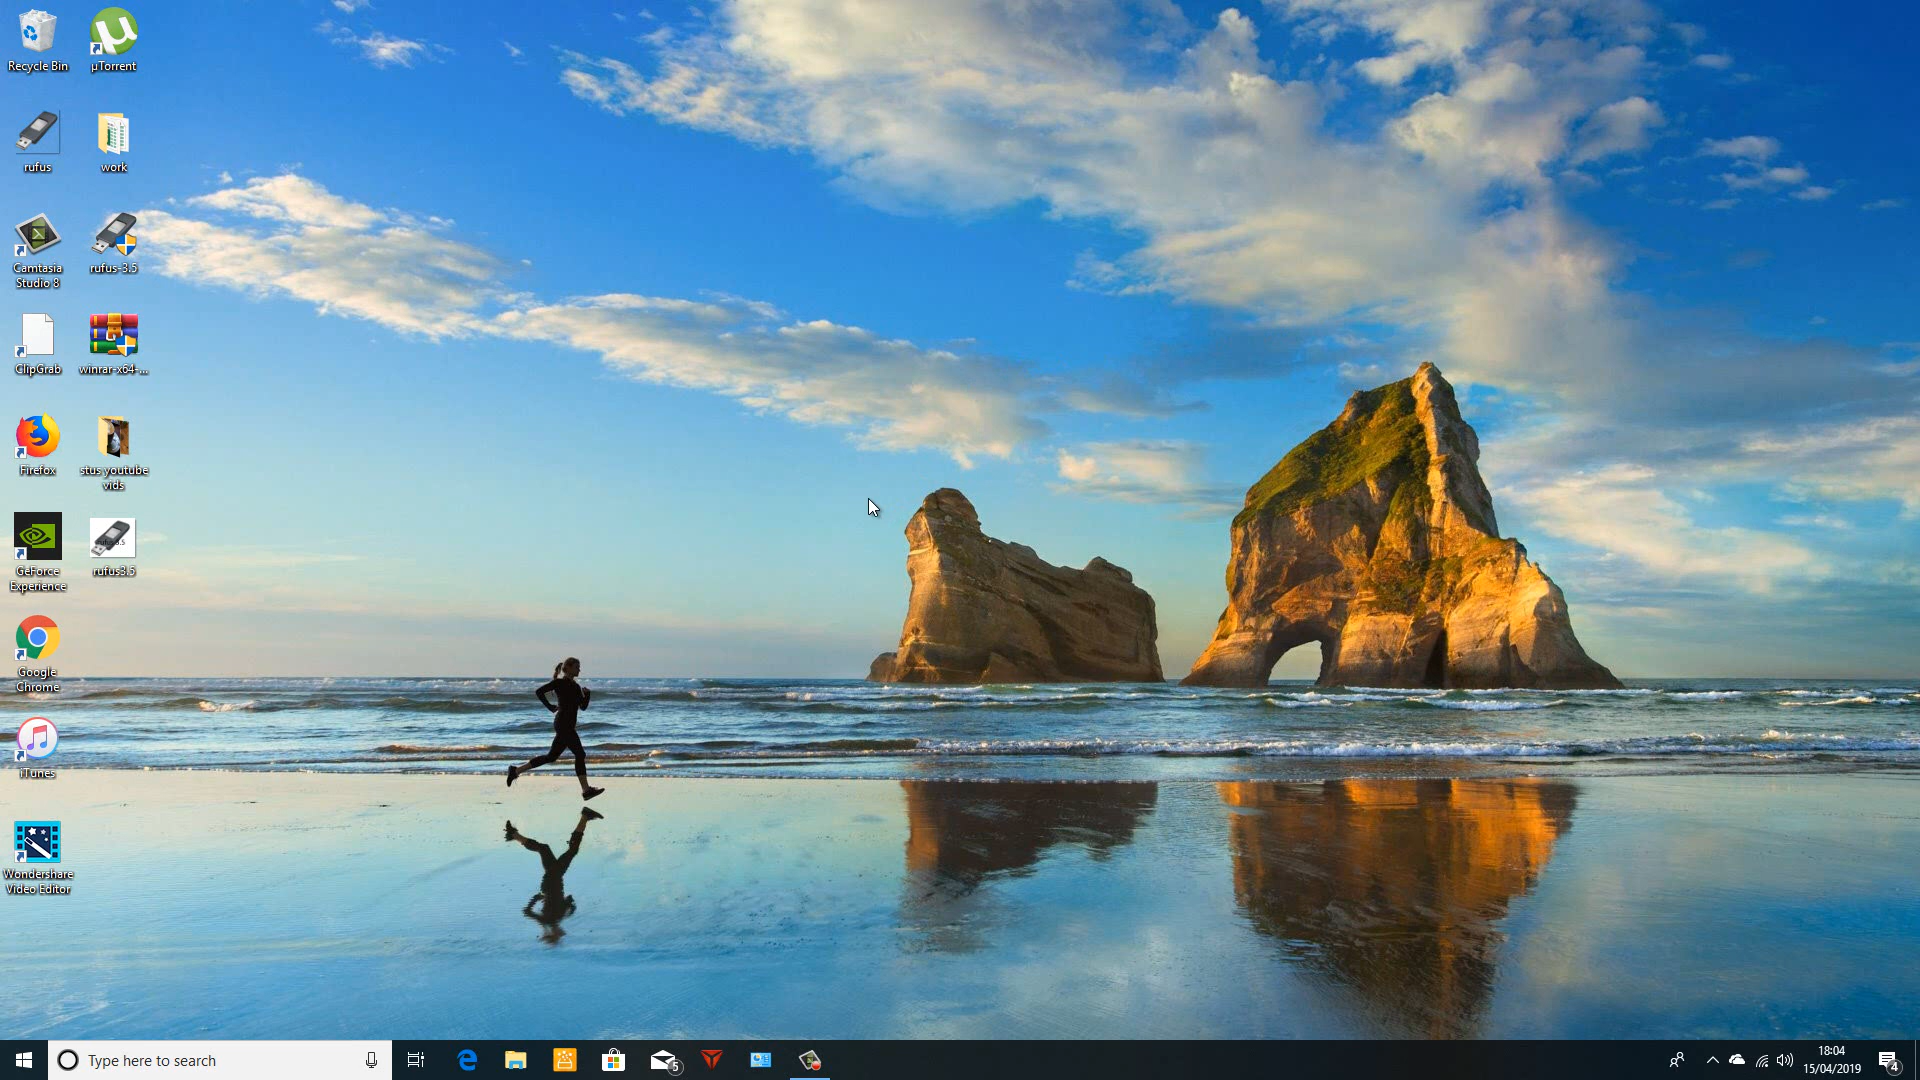 Recycle Bin
µTorrent
rufus
work
Camtasia
Studio 8
rufus-3.5
ClipGrab
winrar-x64-...
Firefox
stus youtube
vids
GeForce
Experience
rufus3.5
Google
Chrome
iTunes
Wondershare
Video Editor
Type here to search
5
18:04
15/04/2019
4